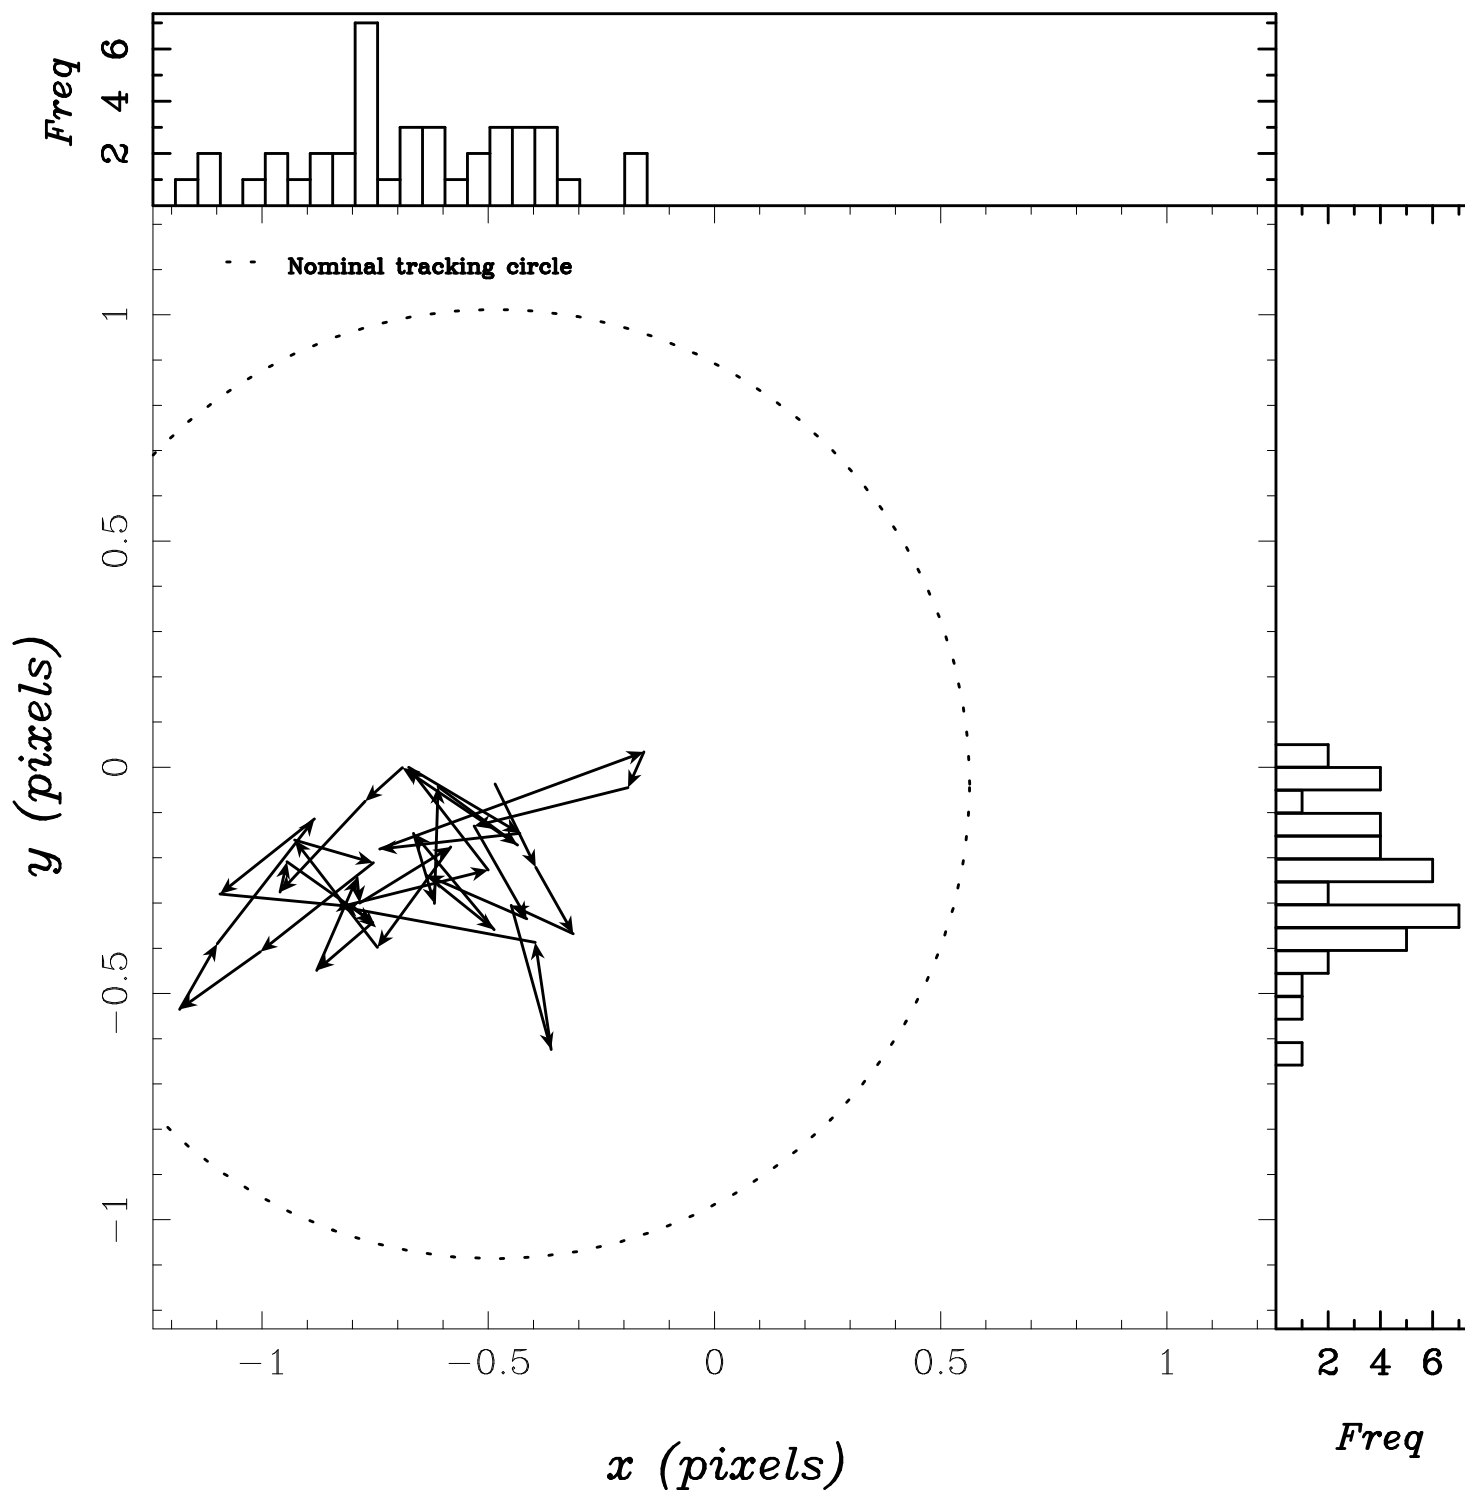 Freq
6
4
2
Nominal tracking circle
1
0.5
0
−0.5
−1
y (pixels)
−1 −0.5 0 0.5 1
2 4 6
Freq
x (pixels)